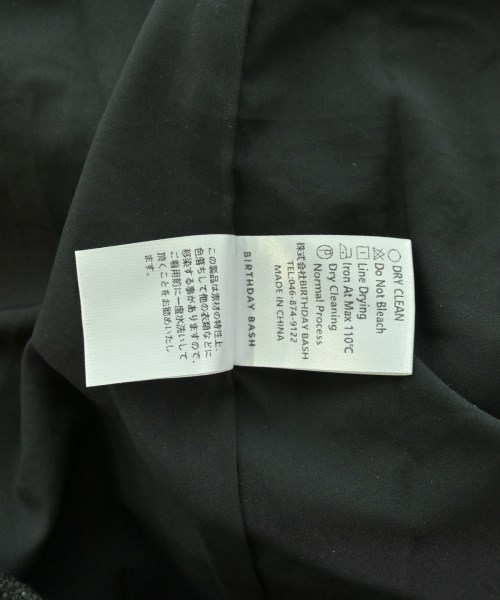 DRY CLEAN
Do Not Bleach
Line Drying
Iron At Max 110℃
Ⓟ Dry Cleaning
Normal Process
株式会社BIRTHDAY BASH
TEL:046-874-9122
MADE IN CHINA
BIRTHDAY BASH
この製品は素材の特性上、
色落ちして他の衣類などに
移染する事がありますので、
ご着用前に一度水洗いして
頂くことをお勧めいたし
ます。